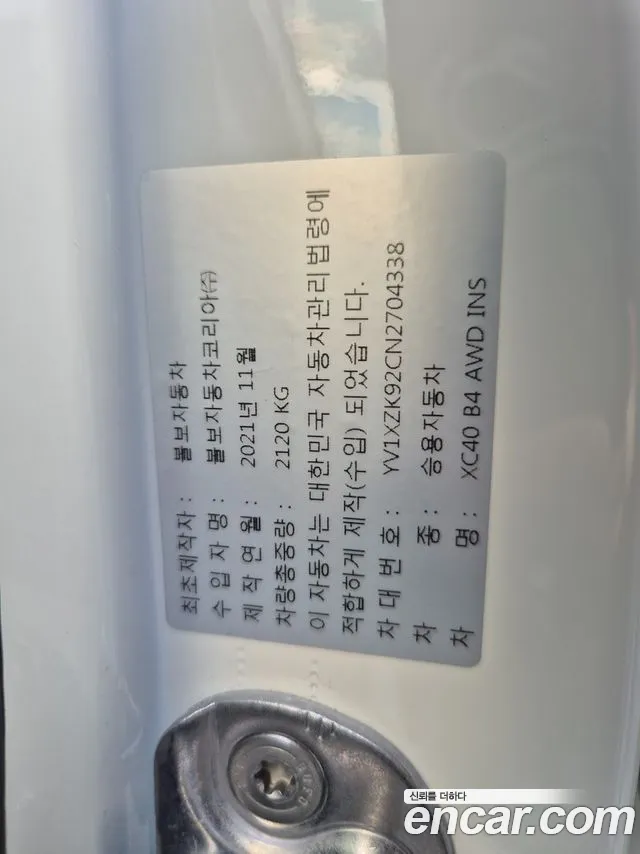 최초제작자 : 볼보자동차
수 입 자 명 : 볼보자동차코리아㈜
제 작 연 월 : 2021년 11월
차량총중량 : 2120 KG
이 자동차는 대한민국 자동차관리법령에
적합하게 제작(수입) 되었습니다.
차 대 번 호 : YV1XZK92CN2704338
차 종 : 승용자동차
차 명 : XC40 B4 AWD INS
신뢰를 더하다
encar.com